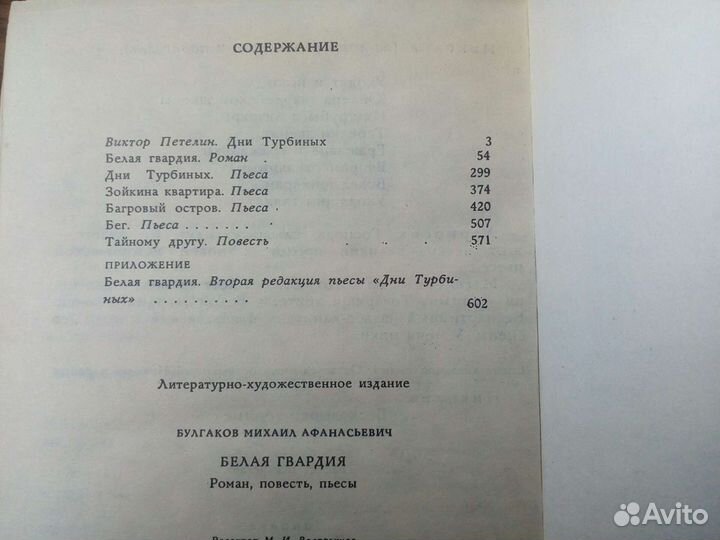 СОДЕРЖАНИЕ
Виктор Петелин. Дни Турбиных 3
Белая гвардия. Роман . 54
Дни Турбиных. Пьеса 299
Зойкина квартира. Пьеса 374
Багровый остров. Пьеса . 420
Бег. Пьеса . . . . . . . 507
Тайному другу. Повесть . . . . . 571
ПРИЛОЖЕНИЕ
Белая гвардия. Вторая редакция пьесы «Дни Турби-
ных» . . . . . . . . . . 602
Литературно-художественное издание
БУЛГАКОВ МИХАИЛ АФАНАСЬЕВИЧ
БЕЛАЯ ГВАРДИЯ
Роман, повесть, пьесы
М. И.
Avito